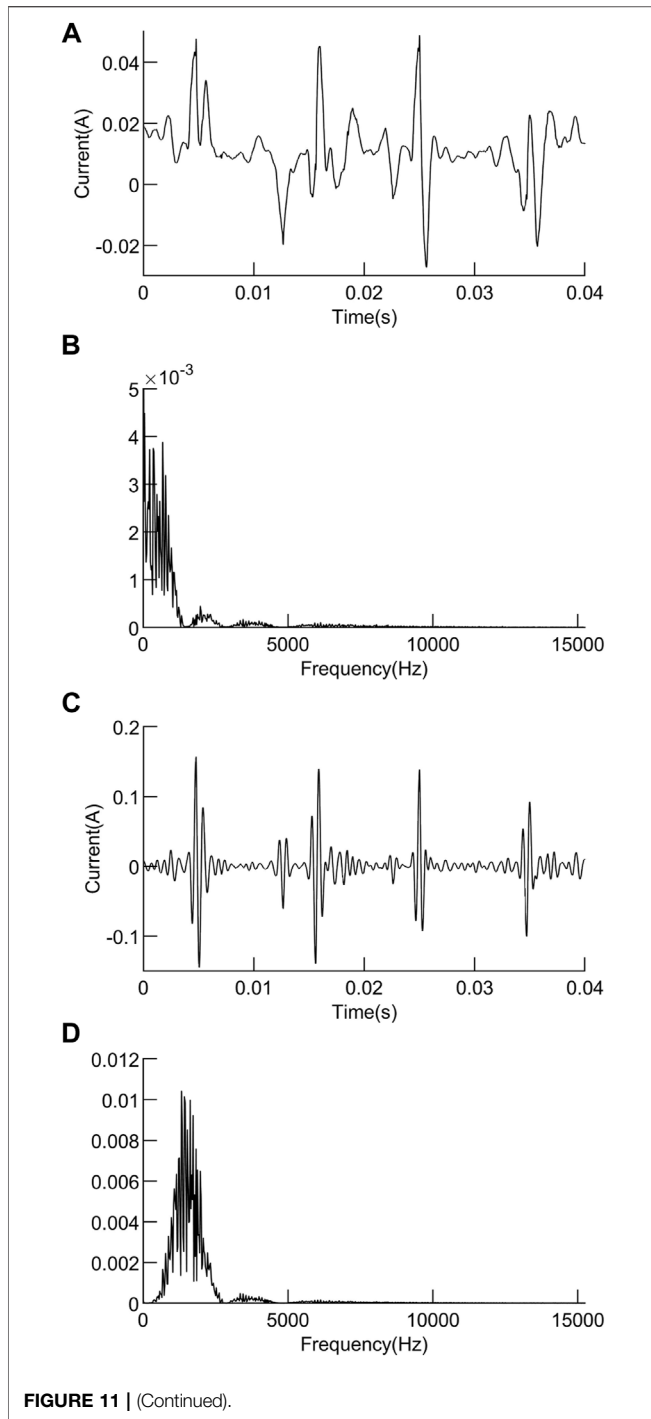 A
Current(A)
0.04
0.02
0
-0.02
0 0.01 0.02 0.03 0.04
Time(s)
B
×10-3
5
4
3
2
1
0
0 5000 10000 15000
Frequency(Hz)
C
Current(A)
0.2
0.1
0
-0.1
0 0.01 0.02 0.03 0.04
Time(s)
D
0.012
0.01
0.008
0.006
0.004
0.002
0
0 5000 10000 15000
Frequency(Hz)
FIGURE 11 | (Continued).